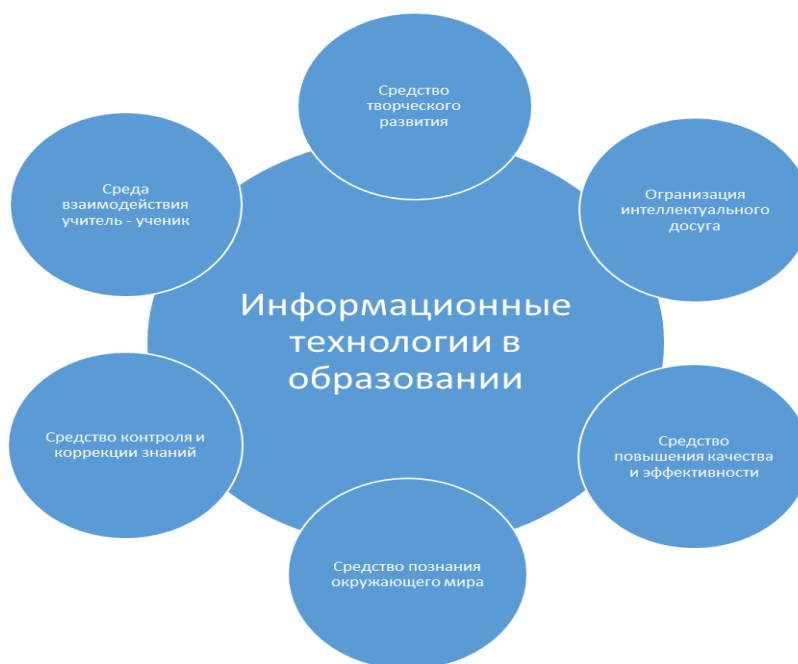 Средство
творческого
развития
Среда
взаимодействия
учитель - ученик
Огранизация
интеллектуального
досуга
Информационные
технологии в
образовании
Средство контроля и
коррекции знаний
Средство
повышения качества
и эффективности
Средство познания
окружающего мира